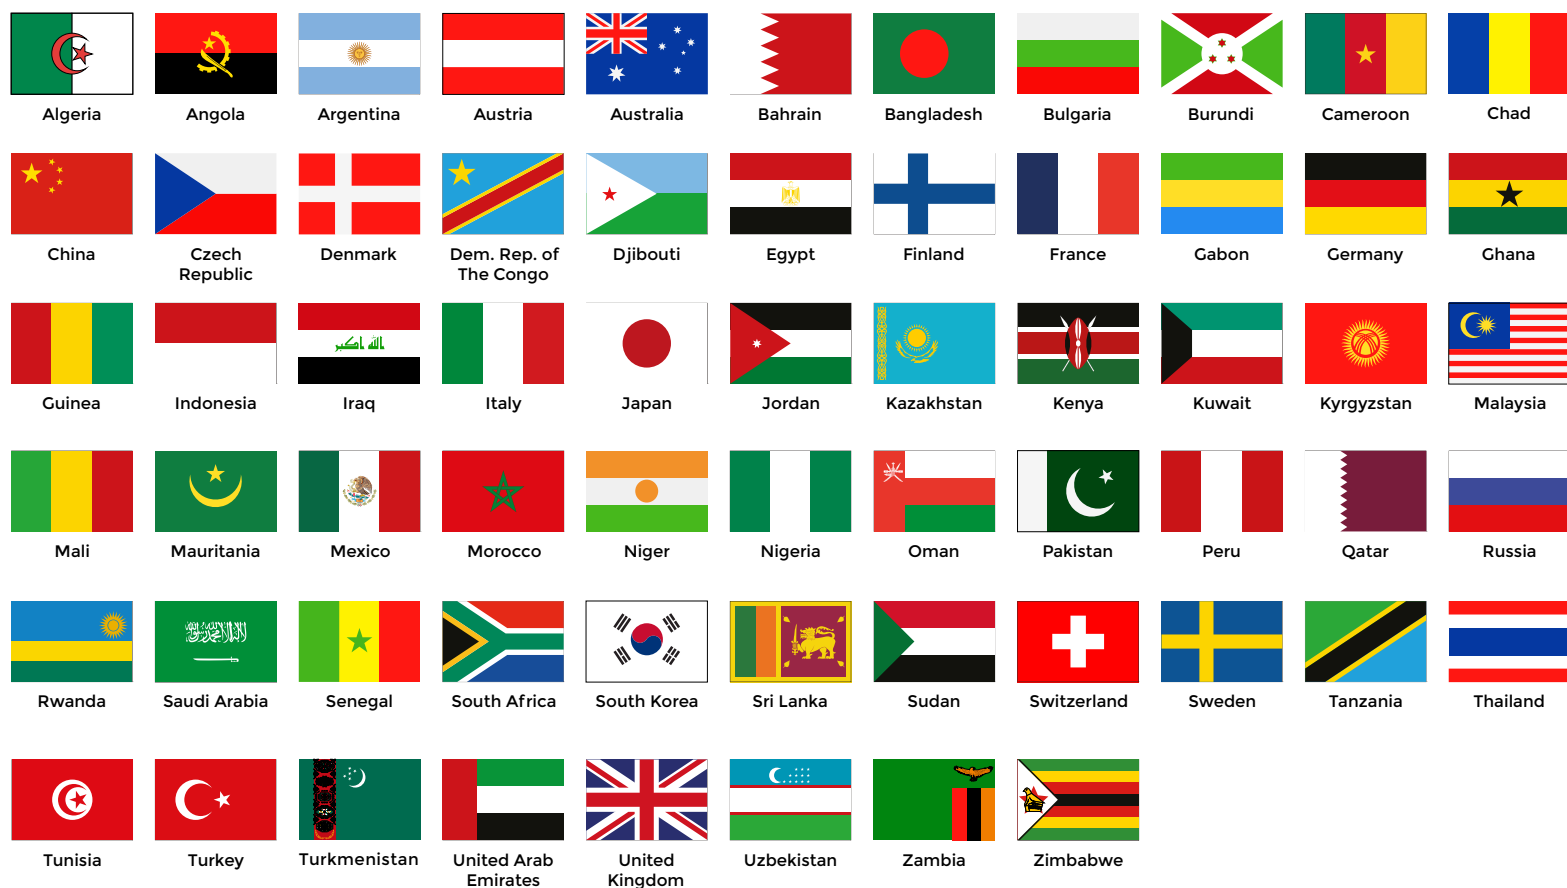 Algeria
Angola
Argentina
Austria
Australia
Bahrain
Bangladesh
Bulgaria
Burundi
Cameroon
Chad
China
Czech
Republic
Denmark
Dem. Rep. of
The Congo
Djibouti
Egypt
Finland
France
Gabon
Germany
Ghana
الله اكبر
Guinea
Indonesia
Iraq
Italy
Japan
Jordan
Kazakhstan
Kenya
Kuwait
Kyrgyzstan
Malaysia
Mali
Mauritania
Mexico
Morocco
Niger
Nigeria
Oman
Pakistan
Peru
Qatar
Russia
Rwanda
Saudi Arabia
Senegal
South Africa
South Korea
Sri Lanka
Sudan
Switzerland
Sweden
Tanzania
Thailand
Tunisia
Turkey
Turkmenistan
United Arab
Emirates
United
Kingdom
Uzbekistan
Zambia
Zimbabwe